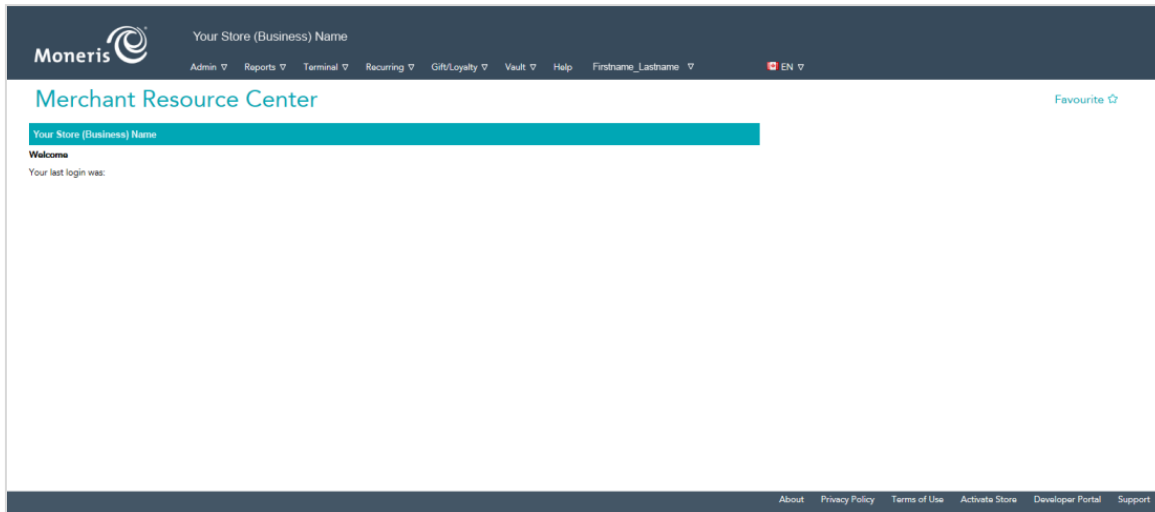 Moneris
Your Store (Business) Name
Admin Reports Terminal Recurring Gift/Loyalty Vault Help Firstname_Lastname EN
Merchant Resource Center
Favourite
Your Store (Business) Name
Welcome
Your last login was:
About Privacy Policy Terms of Use Activate Store Developer Portal Support